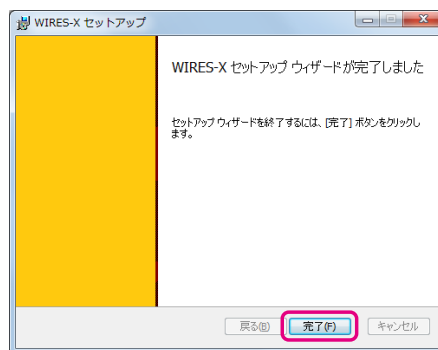 WIRES-X セットアップ
WIRES-X セットアップ ウィザードが完了しました
セットアップ ウィザードを終了するには、[完了] ボタンをクリックし
ます。
戻る(B) 完了(F) キャンセル